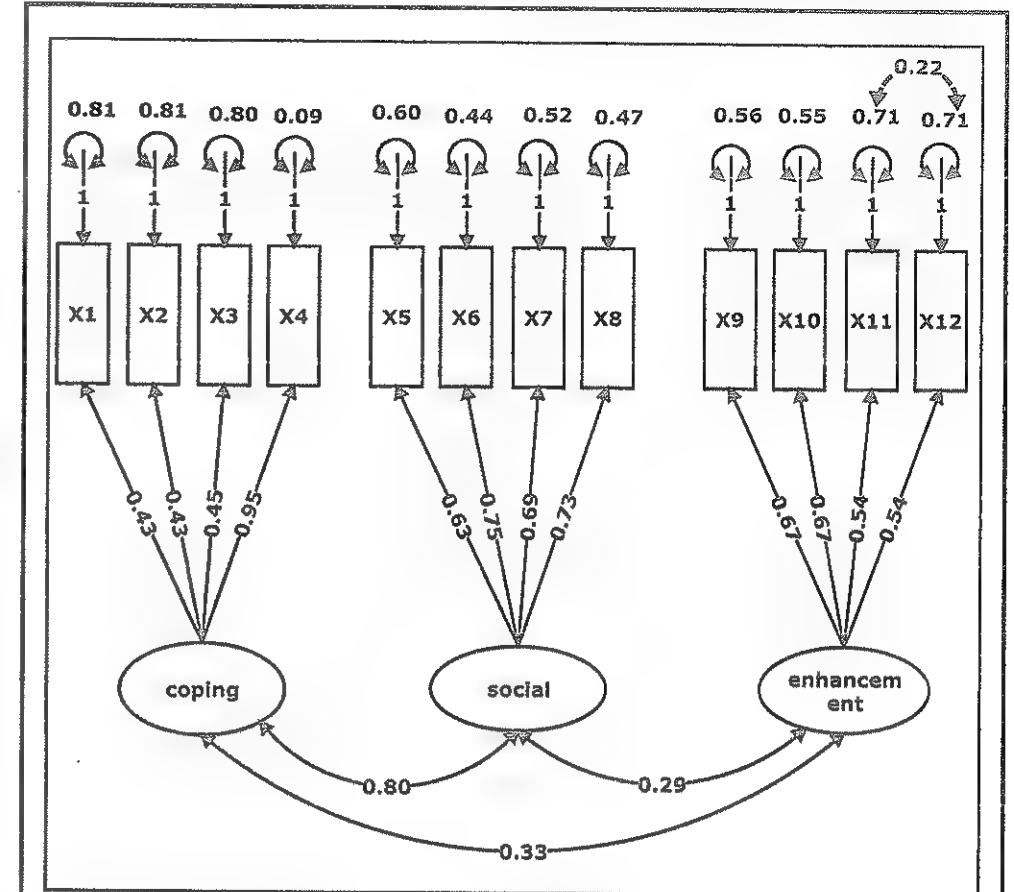 0.22
0.81 0.81 0.80 0.09 0.60 0.44 0.52 0.47 0.56 0.55 0.71 0.71
1 1 1 1 1 1 1 1 1 1 1 1
X1 X2 X3 X4 X5 X6 X7 X8 X9 X10 X11 X12
0.43 0.43 0.45 0.95 0.63 0.75 0.69 0.73 0.67 0.67 0.54 0.54
coping social enhancem
ent
0.80 0.29
0.33